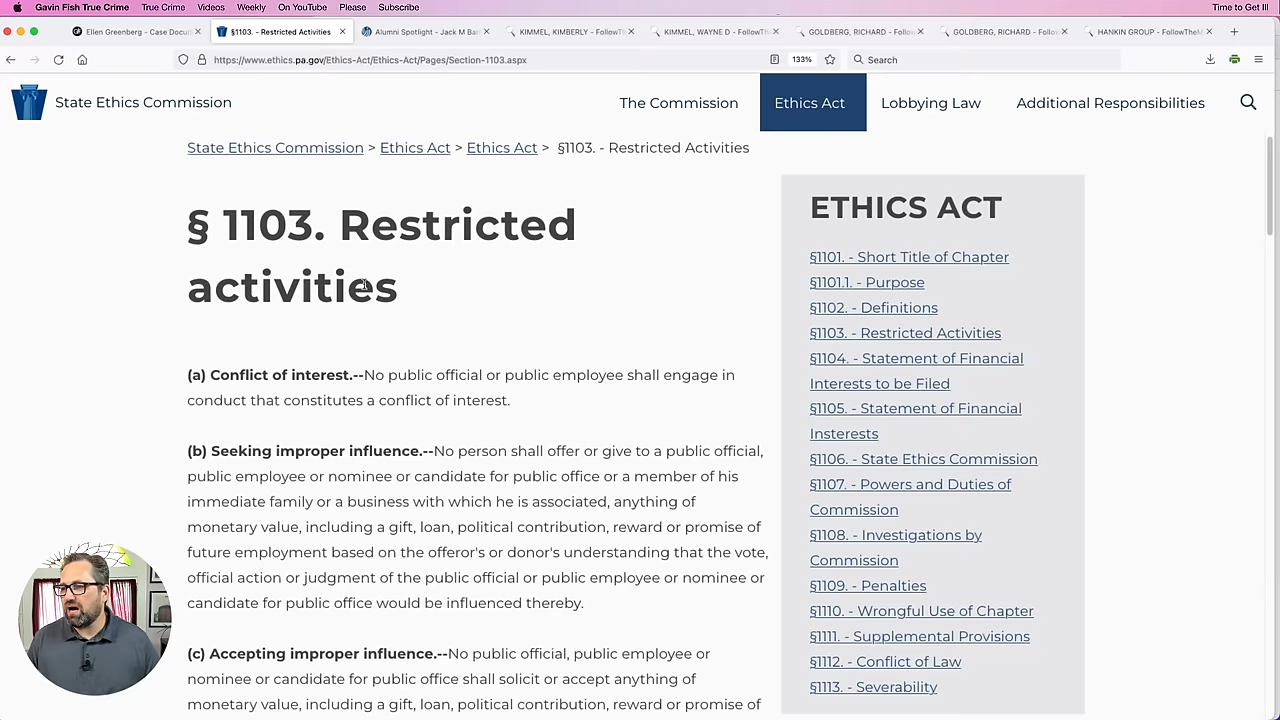 Gavin Fish True Crime True Crime Videos Weekly On YouTube Please Subscribe Time to Get Ill
Ellen Greenberg - Case Docum
§1103. - Restricted Activities
Alumni Spotlight - Jack M Bar
KIMMEL, KIMBERLY - FollowTh
KIMMEL, WAYNE D - FollowThe
GOLDBERG, RICHARD - Follow
GOLDBERG, RICHARD - Follow
HANKIN GROUP - FollowTheM
https://www.ethics.pa.gov/Ethics-Act/Ethics-Act/Pages/Section-1103.aspx
133%
Search
State Ethics Commission
The Commission
Ethics Act
Lobbying Law
Additional Responsibilities
State Ethics Commission > Ethics Act > Ethics Act > §1103. - Restricted Activities
§ 1103. Restricted
activities
(a) Conflict of interest.--No public official or public employee shall engage in
conduct that constitutes a conflict of interest.
(b) Seeking improper influence.--No person shall offer or give to a public official,
public employee or nominee or candidate for public office or a member of his
immediate family or a business with which he is associated, anything of
monetary value, including a gift, loan, political contribution, reward or promise of
future employment based on the offeror's or donor's understanding that the vote,
official action or judgment of the public official or public employee or nominee or
candidate for public office would be influenced thereby.
(c) Accepting improper influence.--No public official, public employee or
nominee or candidate for public office shall solicit or accept anything of
monetary value, including a gift, loan, political contribution, reward or promise of
ETHICS ACT
§1101. - Short Title of Chapter
§1101.1. - Purpose
§1102. - Definitions
§1103. - Restricted Activities
§1104. - Statement of Financial
Interests to be Filed
§1105. - Statement of Financial
Insterests
§1106. - State Ethics Commission
§1107. - Powers and Duties of
Commission
§1108. - Investigations by
Commission
§1109. - Penalties
§1110. - Wrongful Use of Chapter
§1111. - Supplemental Provisions
§1112. - Conflict of Law
§1113. - Severability